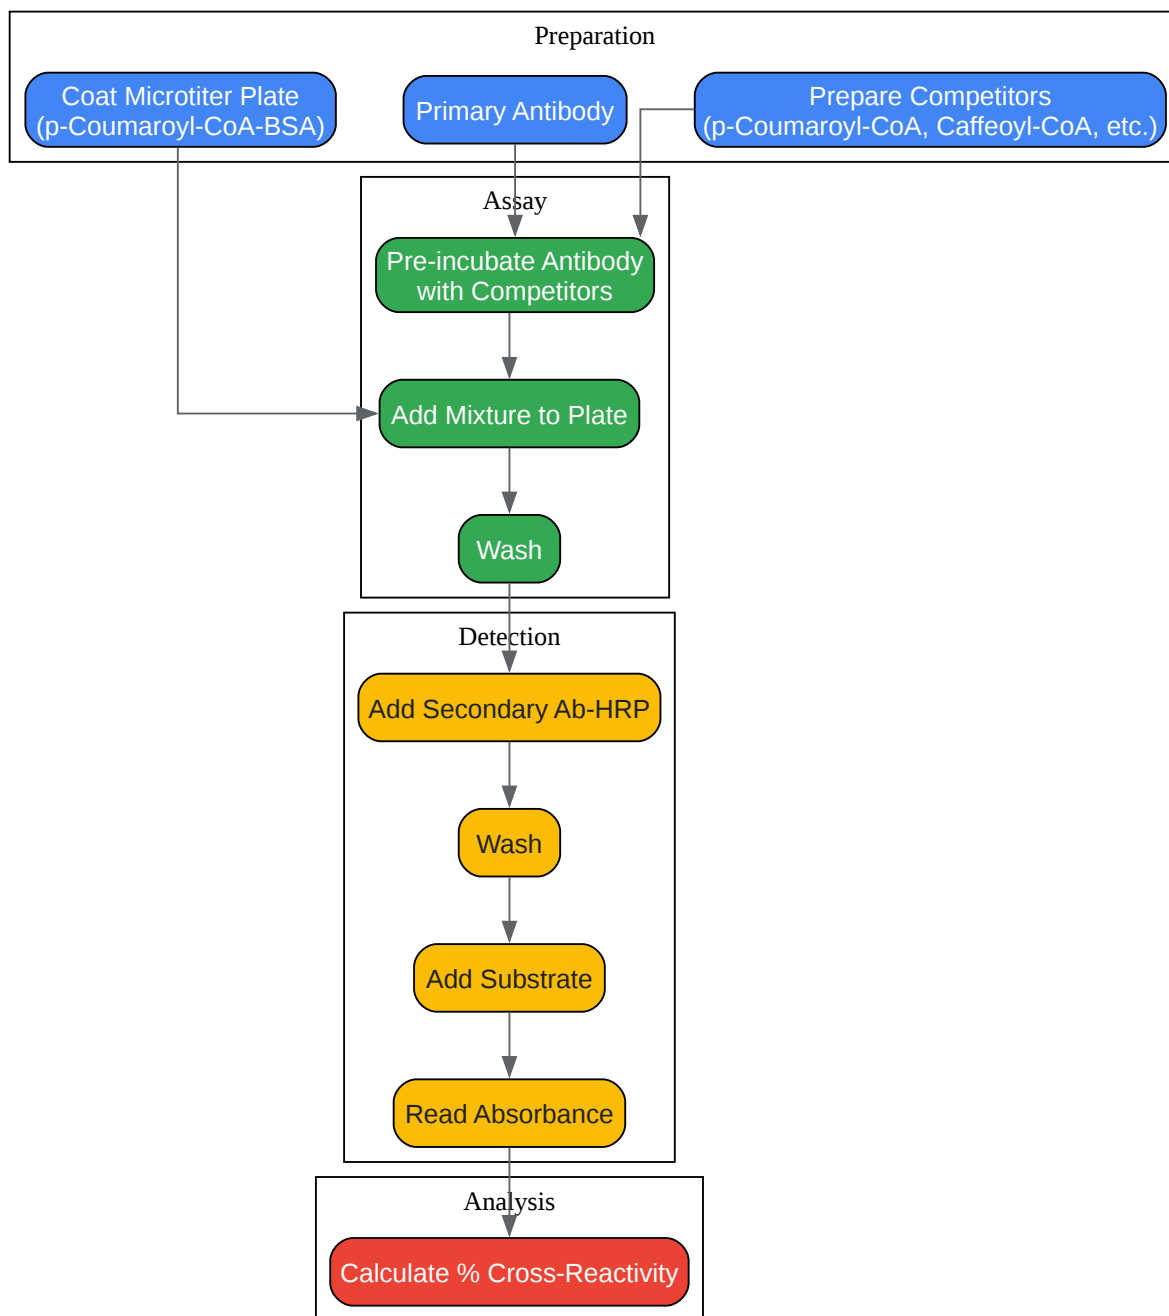 Preparation
Coat Microtiter Plate
(p-Coumaroyl-CoA-BSA)
Primary Antibody
Prepare Competitors
(p-Coumaroyl-CoA, Caffeoyl-CoA, etc.)
Assay
Pre-incubate Antibody
with Competitors
Add Mixture to Plate
Wash
Detection
Add Secondary Ab-HRP
Wash
Add Substrate
Read Absorbance
Analysis
Calculate % Cross-Reactivity